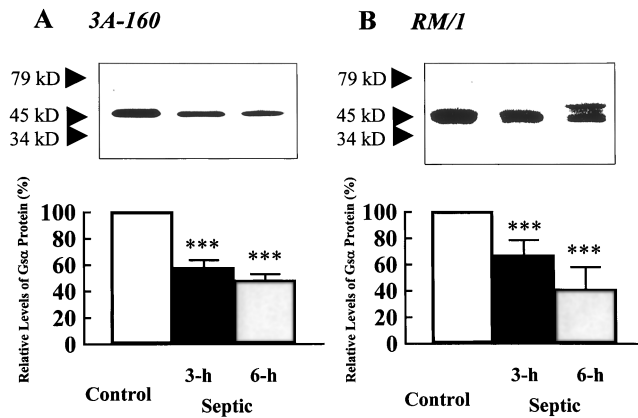 A 3A-160
79 kD
45 kD
34 kD
Relative Levels of Gsα Protein (%)
100
80
60
40
20
0
***
***
Control
3-h
6-h
Septic
B RM/1
79 kD
45 kD
34 kD
Relative Levels of Gsα Protein (%)
100
80
60
40
20
0
***
***
Control
3-h
6-h
Septic